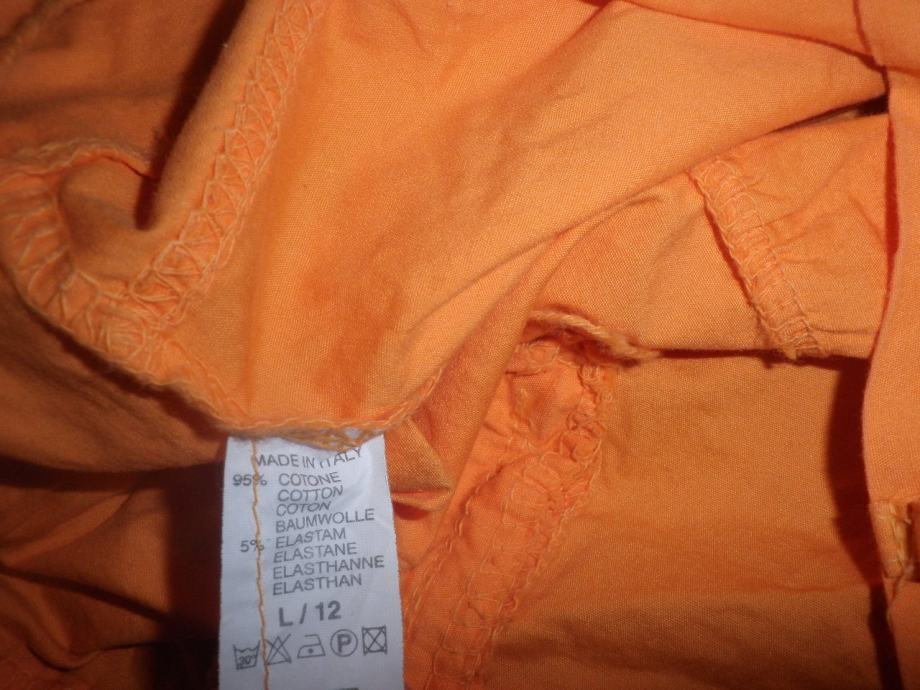 MADE IN ITALY
95% COTONE
COTTON
COTON
BAUMWOLLE
5% ELASTAM
ELASTANE
ELASTHANNE
ELASTHAN
L / 12
30° P